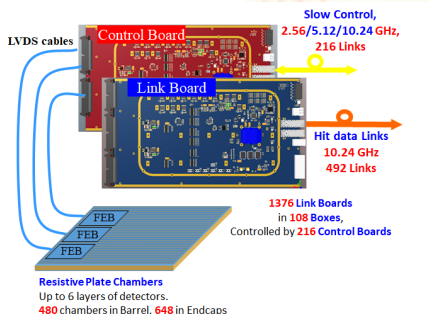 Slow Control,
2.56/5.12/10.24 GHz,
216 Links
LVDS cables
Control Board
Link Board
Hit data Links
10.24 GHz
492 Links
FEB
FEB
FEB
1376 Link Boards
in 108 Boxes,
Controlled by 216 Control Boards
Resistive Plate Chambers
Up to 6 layers of detectors.
480 chambers in Barrel, 648 in Endcaps